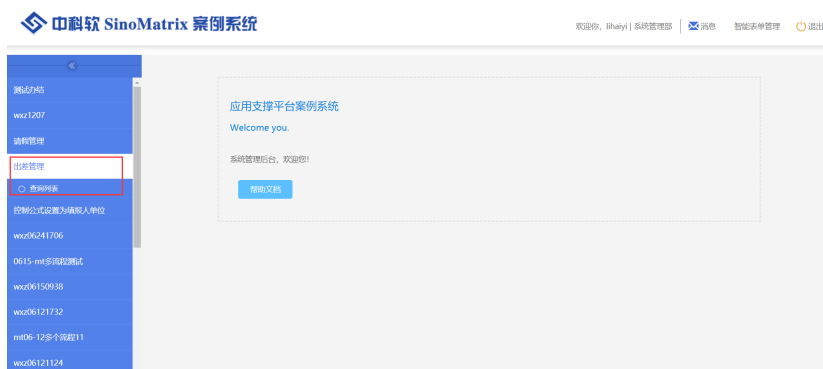 中科软 SinoMatrix 案例系统
欢迎你, lihaiyi | 系统管理部
消息
智能表单管理
退出
测试办结
wxz1207
请假管理
出差管理
查询列表
控制公式设置为填报人单位
wxz06241706
0615-mt多流程测试
wxz06150938
wxz06121732
mt06-12多个流程11
wxz06121124
应用支撑平台案例系统
Welcome you.
系统管理后台，欢迎您!
帮助文档